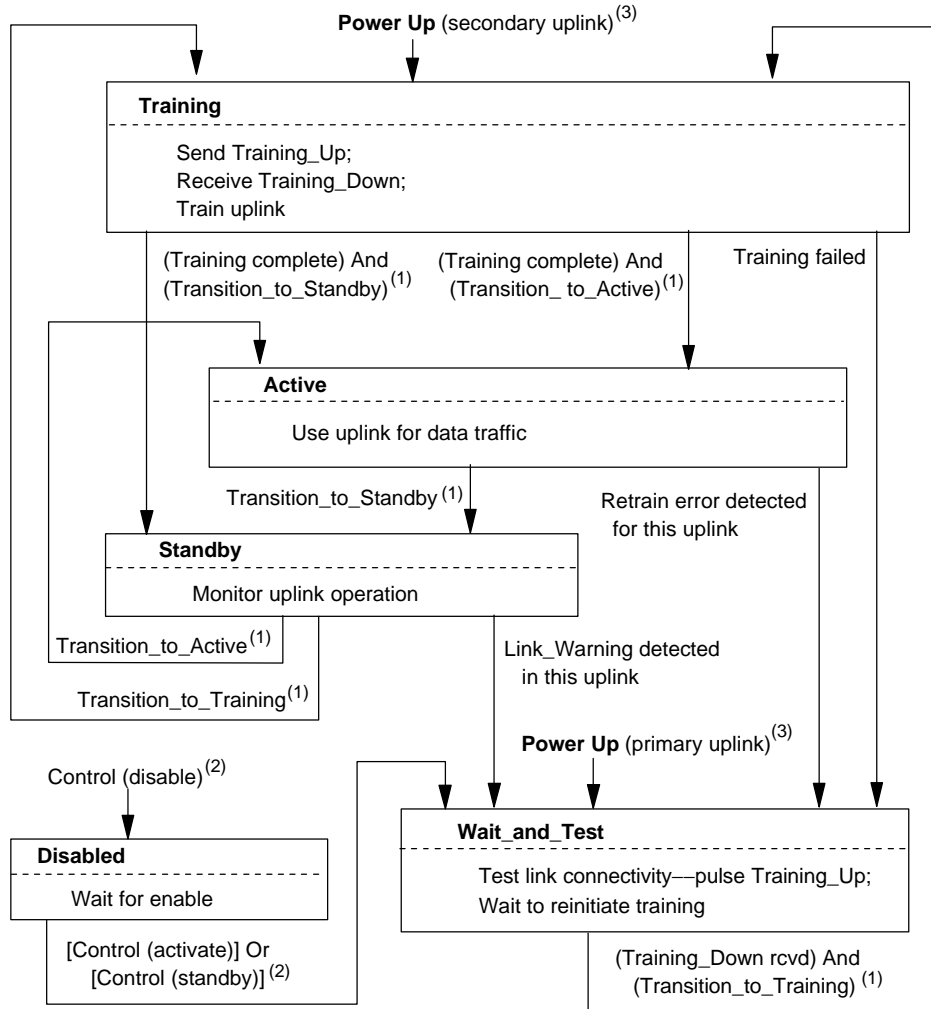 Power Up (secondary uplink)(3)
Training
Send Training_Up;
Receive Training_Down;
Train uplink
(Training complete) And
(Transition_to_Standby)(1)
(Training complete) And
(Transition_ to_Active)(1)
Training failed
Active
Use uplink for data traffic
Transition_to_Standby(1)
Retrain error detected
for this uplink
Standby
Monitor uplink operation
Transition_to_Active(1)
Transition_to_Training(1)
Link_Warning detected
in this uplink
Power Up (primary uplink)(3)
Control (disable)(2)
Disabled
Wait for enable
Wait_and_Test
Test link connectivity––pulse Training_Up;
Wait to reinitiate training
[Control (activate)] Or
[Control (standby)](2)
(Training_Down rcvd) And
(Transition_to_Training)(1)